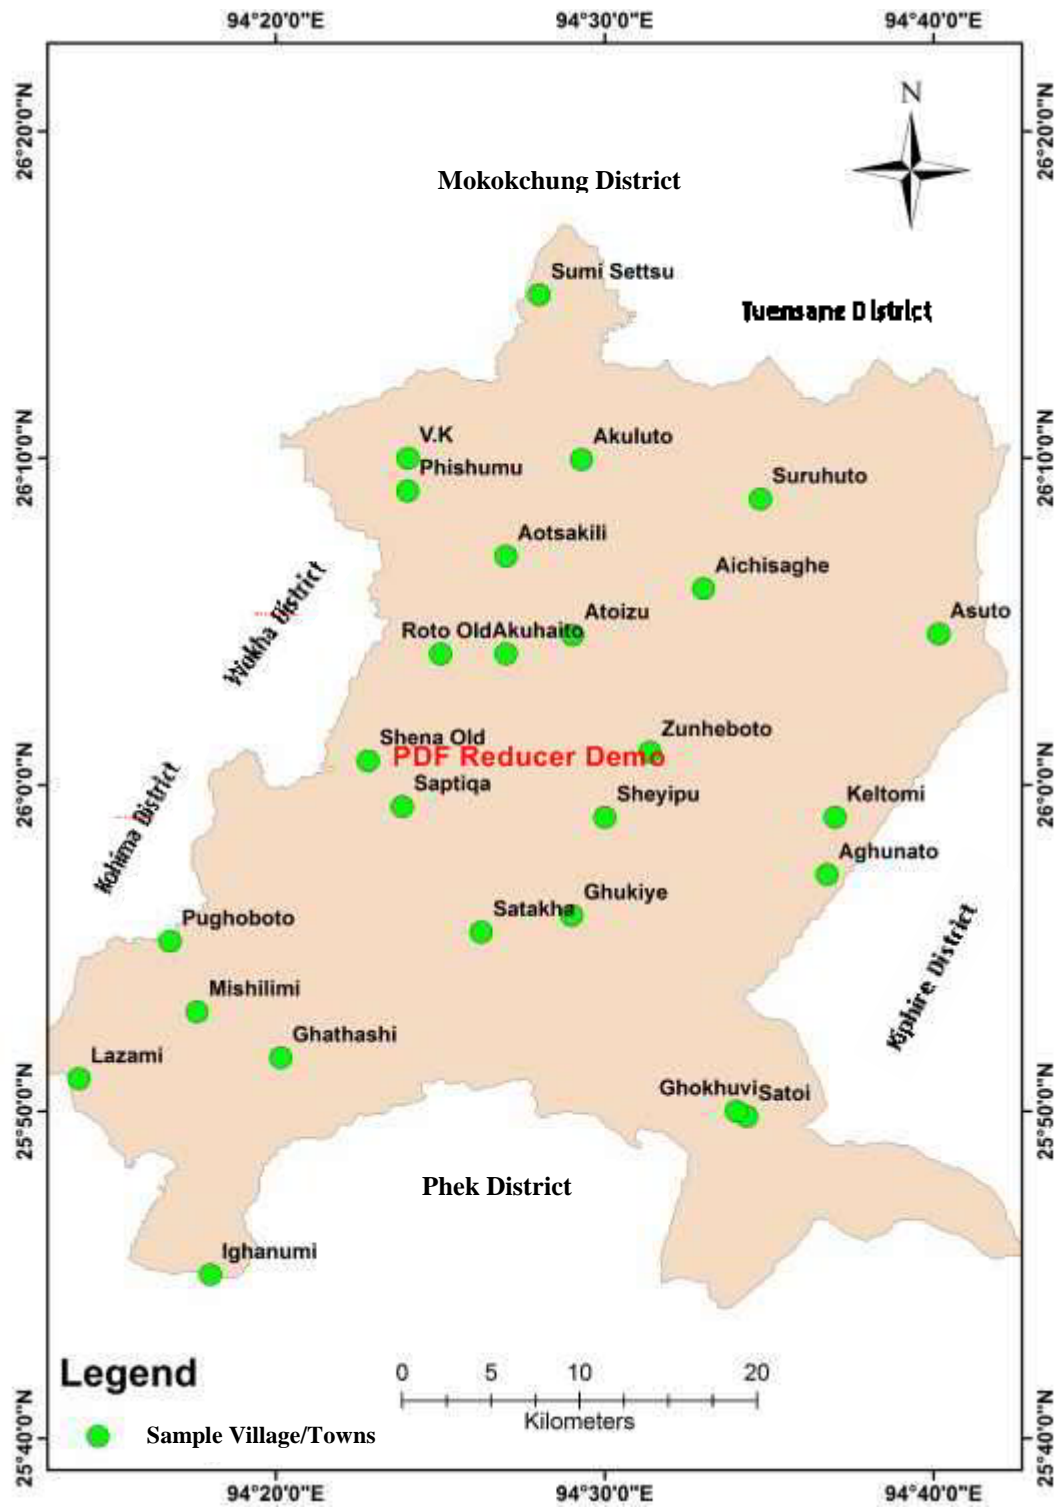 94°20'0"E 94°30'0"E 94°40'0"E
N
26°20'0"N 26°20'0"N
Mokokchung District
Sumi Settsu
Tuensang District
V.K
Akuluto
26°10'0"N 26°10'0"N
Phishumu
Suruhuto
Aotsakili
Aichisaghe
Wokha District
Atoizu
Asuto
Roto Old Akuhaito
Zunheboto
Shena Old
PDF Reducer Demo
26°0'0"N 26°0'0"N
Saptiqa
Sheyipu
Keltomi
Kohima District
Aghunato
Ghukiye
Satakha
Pughoboto
Kiphire District
Mishilimi
Ghathashi
Lazami
Ghokhuvi
Satoi
25°50'0"N 25°50'0"N
Phek District
Ighanumi
Legend
0 5 10 20
Kilometers
Sample Village/Towns
25°40'0"N 25°40'0"N
94°20'0"E 94°30'0"E 94°40'0"E